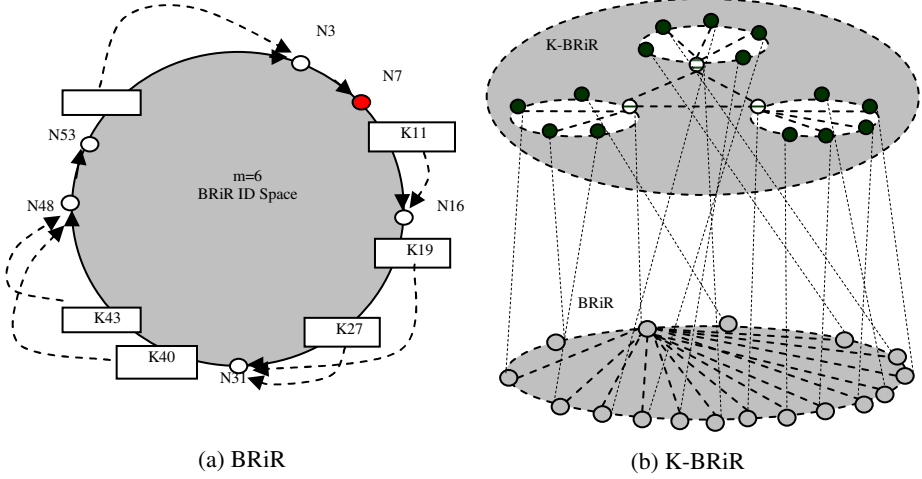 N3
N7
K11
N53
m=6
BRiR ID Space
N48
N16
K19
K43
K27
K40
N31
(a) BRiR
K-BRiR
BRiR
(b) K-BRiR